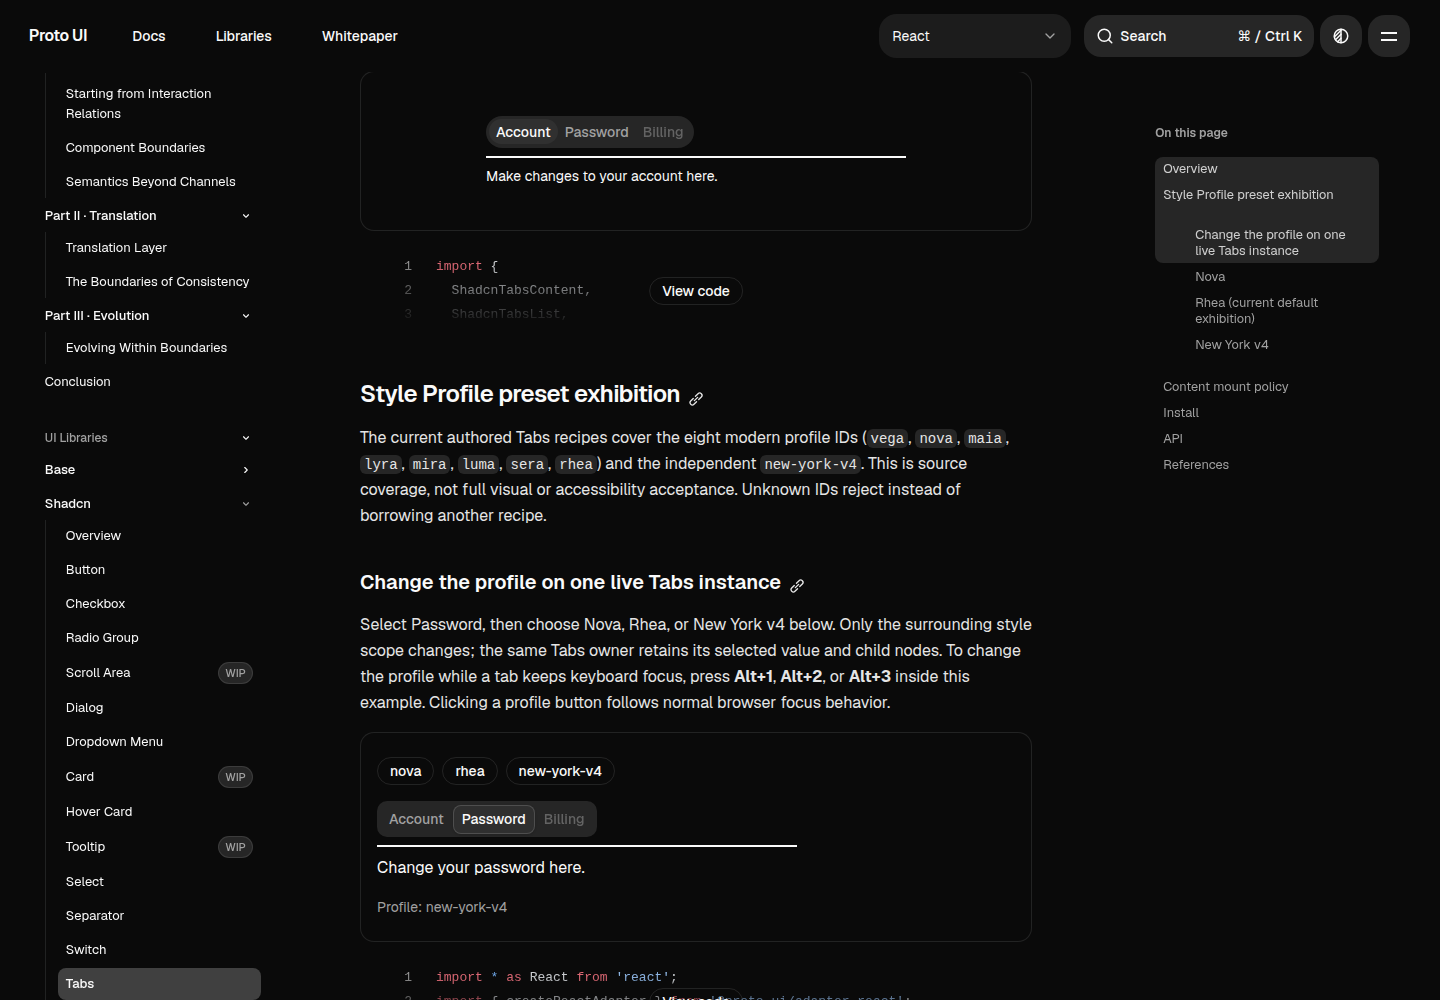 Proto UI
Docs
Libraries
Whitepaper
React
Search
⌘ / Ctrl K
Starting from Interaction
Relations
Component Boundaries
Semantics Beyond Channels
Part II · Translation
Translation Layer
The Boundaries of Consistency
Part III · Evolution
Evolving Within Boundaries
Conclusion
UI Libraries
Base
Shadcn
Overview
Button
Checkbox
Radio Group
Scroll Area WIP
Dialog
Dropdown Menu
Card WIP
Hover Card
Tooltip WIP
Select
Separator
Switch
Tabs
Account Password Billing
Make changes to your account here.
1 import {
2 ShadcnTabsContent,
3 ShadcnTabsList,
View code
Style Profile preset exhibition
The current authored Tabs recipes cover the eight modern profile IDs (vega, nova, maia,
lyra, mira, luma, sera, rhea) and the independent new-york-v4. This is source
coverage, not full visual or accessibility acceptance. Unknown IDs reject instead of
borrowing another recipe.
Change the profile on one live Tabs instance
Select Password, then choose Nova, Rhea, or New York v4 below. Only the surrounding style
scope changes; the same Tabs owner retains its selected value and child nodes. To change
the profile while a tab keeps keyboard focus, press Alt+1, Alt+2, or Alt+3 inside this
example. Clicking a profile button follows normal browser focus behavior.
nova rhea new-york-v4
Account Password Billing
Change your password here.
Profile: new-york-v4
1 import * as React from 'react';
On this page
Overview
Style Profile preset exhibition
Change the profile on one
live Tabs instance
Nova
Rhea (current default
exhibition)
New York v4
Content mount policy
Install
API
References